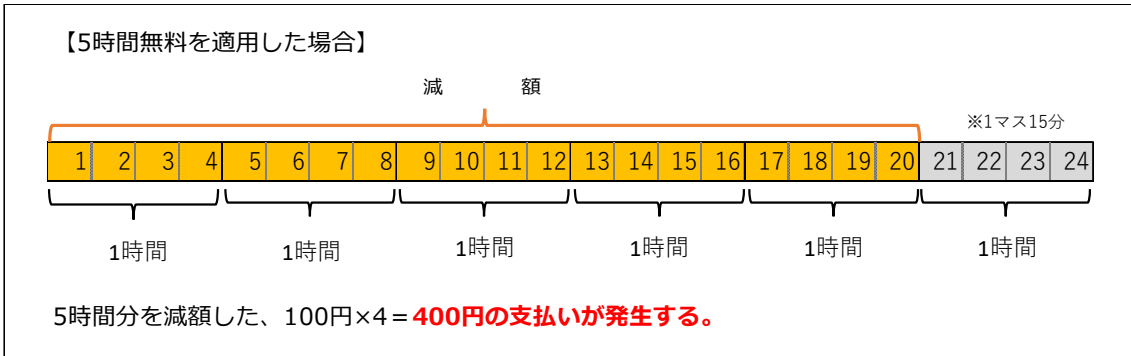 【5時間無料を適用した場合】
減 額
※1マス15分
1 2 3 4 5 6 7 8 9 10 11 12 13 14 15 16 17 18 19 20 21 22 23 24
1時間 1時間 1時間 1時間 1時間 1時間
5時間分を減額した、100円×4＝400円の支払いが発生する。